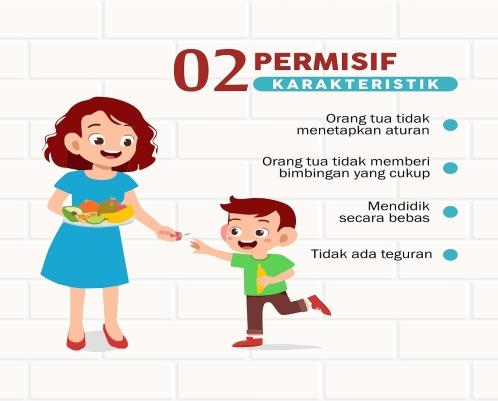 02 PERMISIF
KARAKTERISTIK
Orang tua tidak
menetapkan aturan
Orang tua tidak memberi
bimbingan yang cukup
Mendidik
secara bebas
Tidak ada teguran